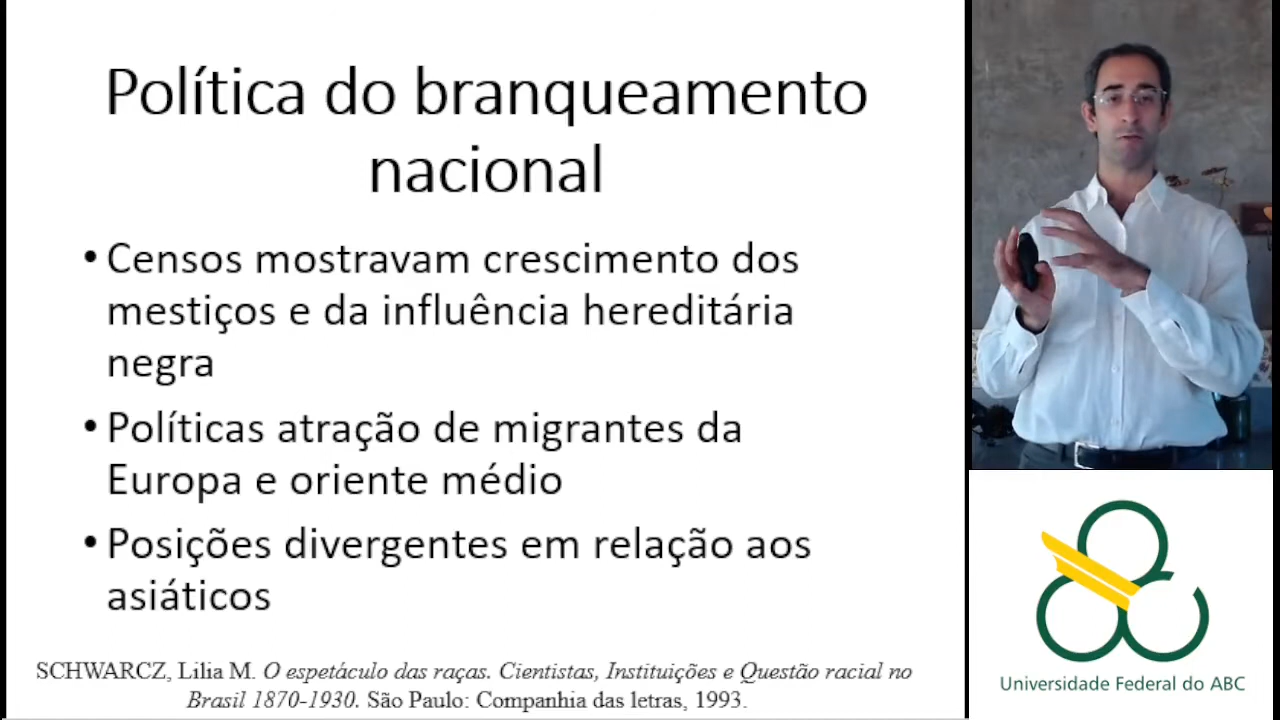 Política do branqueamento
nacional
• Censos mostravam crescimento dos
mestiços e da influência hereditária
negra
• Políticas atração de migrantes da
Europa e oriente médio
• Posições divergentes em relação aos
asiáticos
SCHWARCZ, Lilia M. O espetáculo das raças. Cientistas, Instituições e Questão racial no
Brasil 1870-1930. São Paulo: Companhia das letras, 1993.
Universidade Federal do ABC